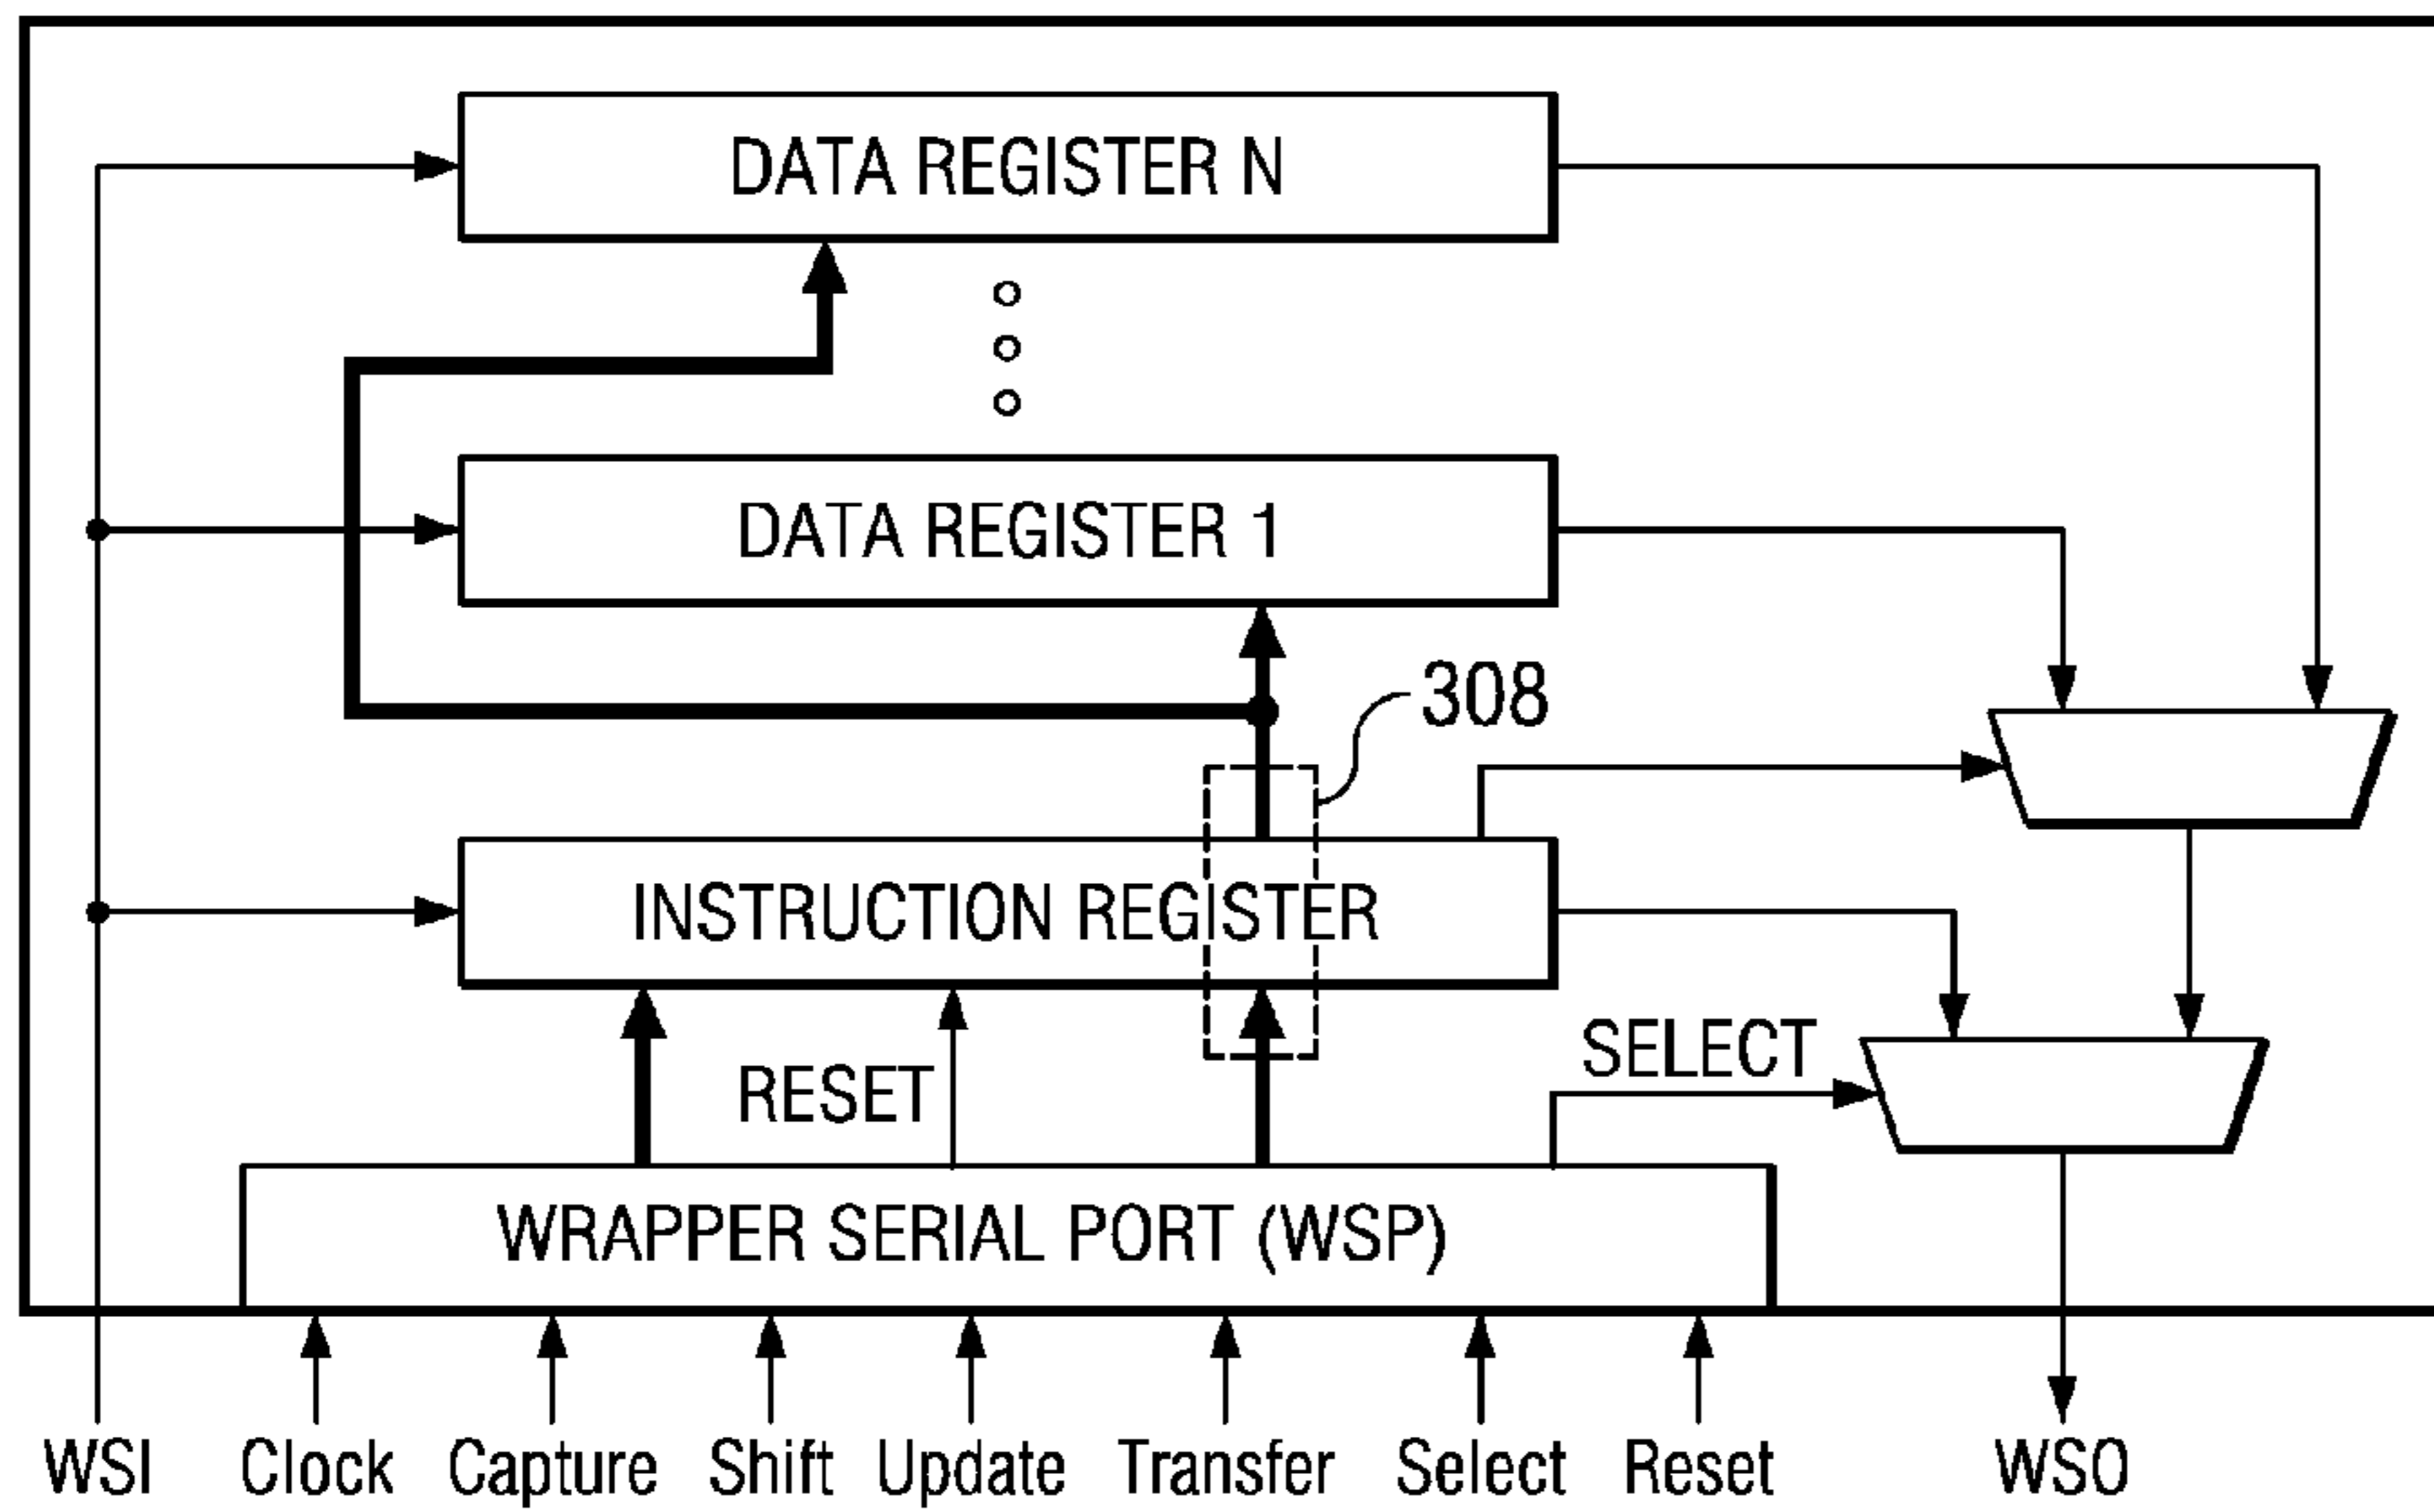 DATA REGISTER N
DATA REGISTER 1
308
INSTRUCTION REGISTER
SELECT
RESET
WRAPPER SERIAL PORT (WSP)
WSI Clock Capture Shift Update Transfer Select Reset WSO